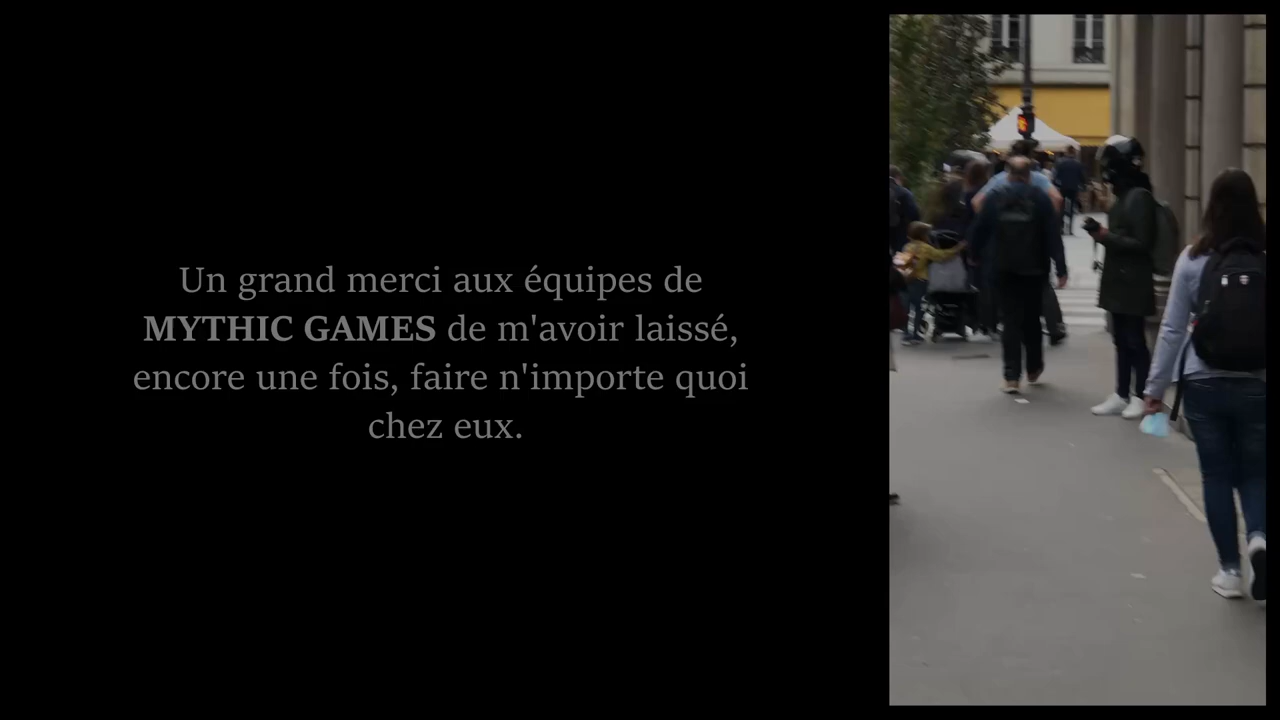 Un grand merci aux équipes de
MYTHIC GAMES de m'avoir laissé,
encore une fois, faire n'importe quoi
chez eux.